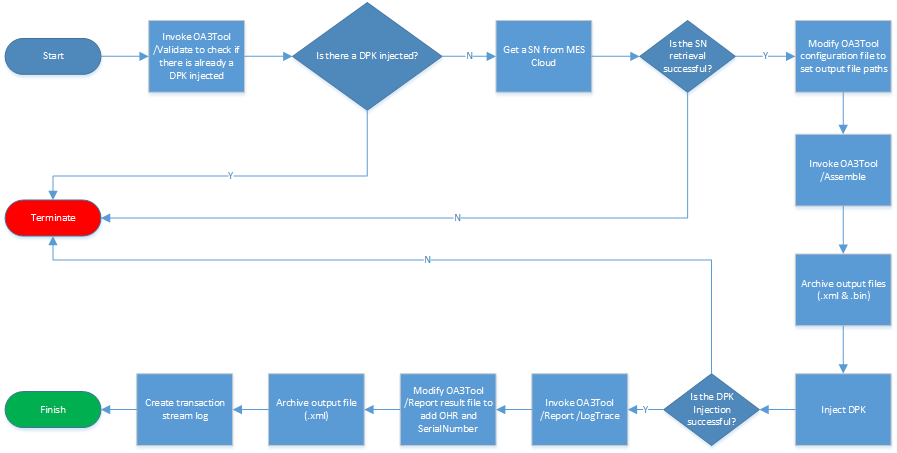 Start
Invoke OA3Tool
/Validate to check if
there is already a
DPK injected
Is there a DPK injected?
N
Get a SN from MES
Cloud
Is the SN
retrieval
successful?
Y
Modify OA3Tool
configuration file to
set output file paths
Invoke OA3Tool
/Assemble
Y
Terminate
N
N
Archive output files
(.xml & .bin)
Finish
Create transaction
stream log
Archive output file
(.xml)
Modify OA3Tool
/Report result file to
add OHR and
SerialNumber
Invoke OA3Tool
/Report /LogTrace
Y
Is the DPK
Injection
successful?
Inject DPK